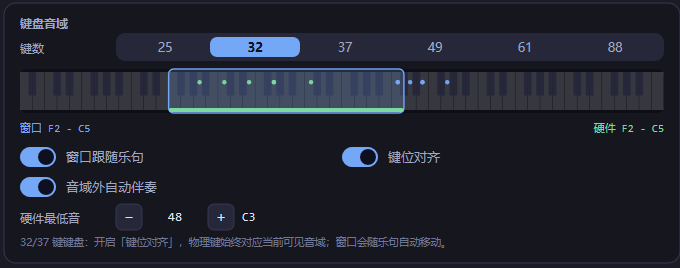 键盘音域
键数 25 32 37 49 61 88
窗口 F2 - C5 硬件 F2 - C5
窗口跟随乐句 键位对齐
音域外自动伴奏
硬件最低音 − 48 + C3
32/37 键键盘：开启「键位对齐」，物理键始终对应当前可见音域；窗口会随乐句自动移动。